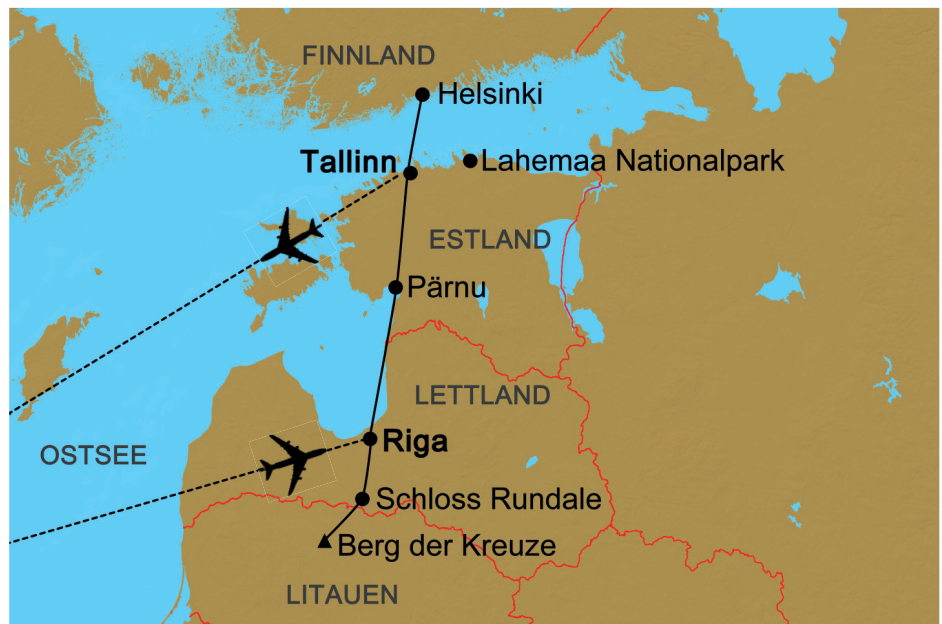 FINNLAND
Helsinki
Tallinn
Lahemaa Nationalpark
ESTLAND
Pärnu
LETTLAND
Riga
OSTSEE
Schloss Rundale
Berg der Kreuze
LITAUEN